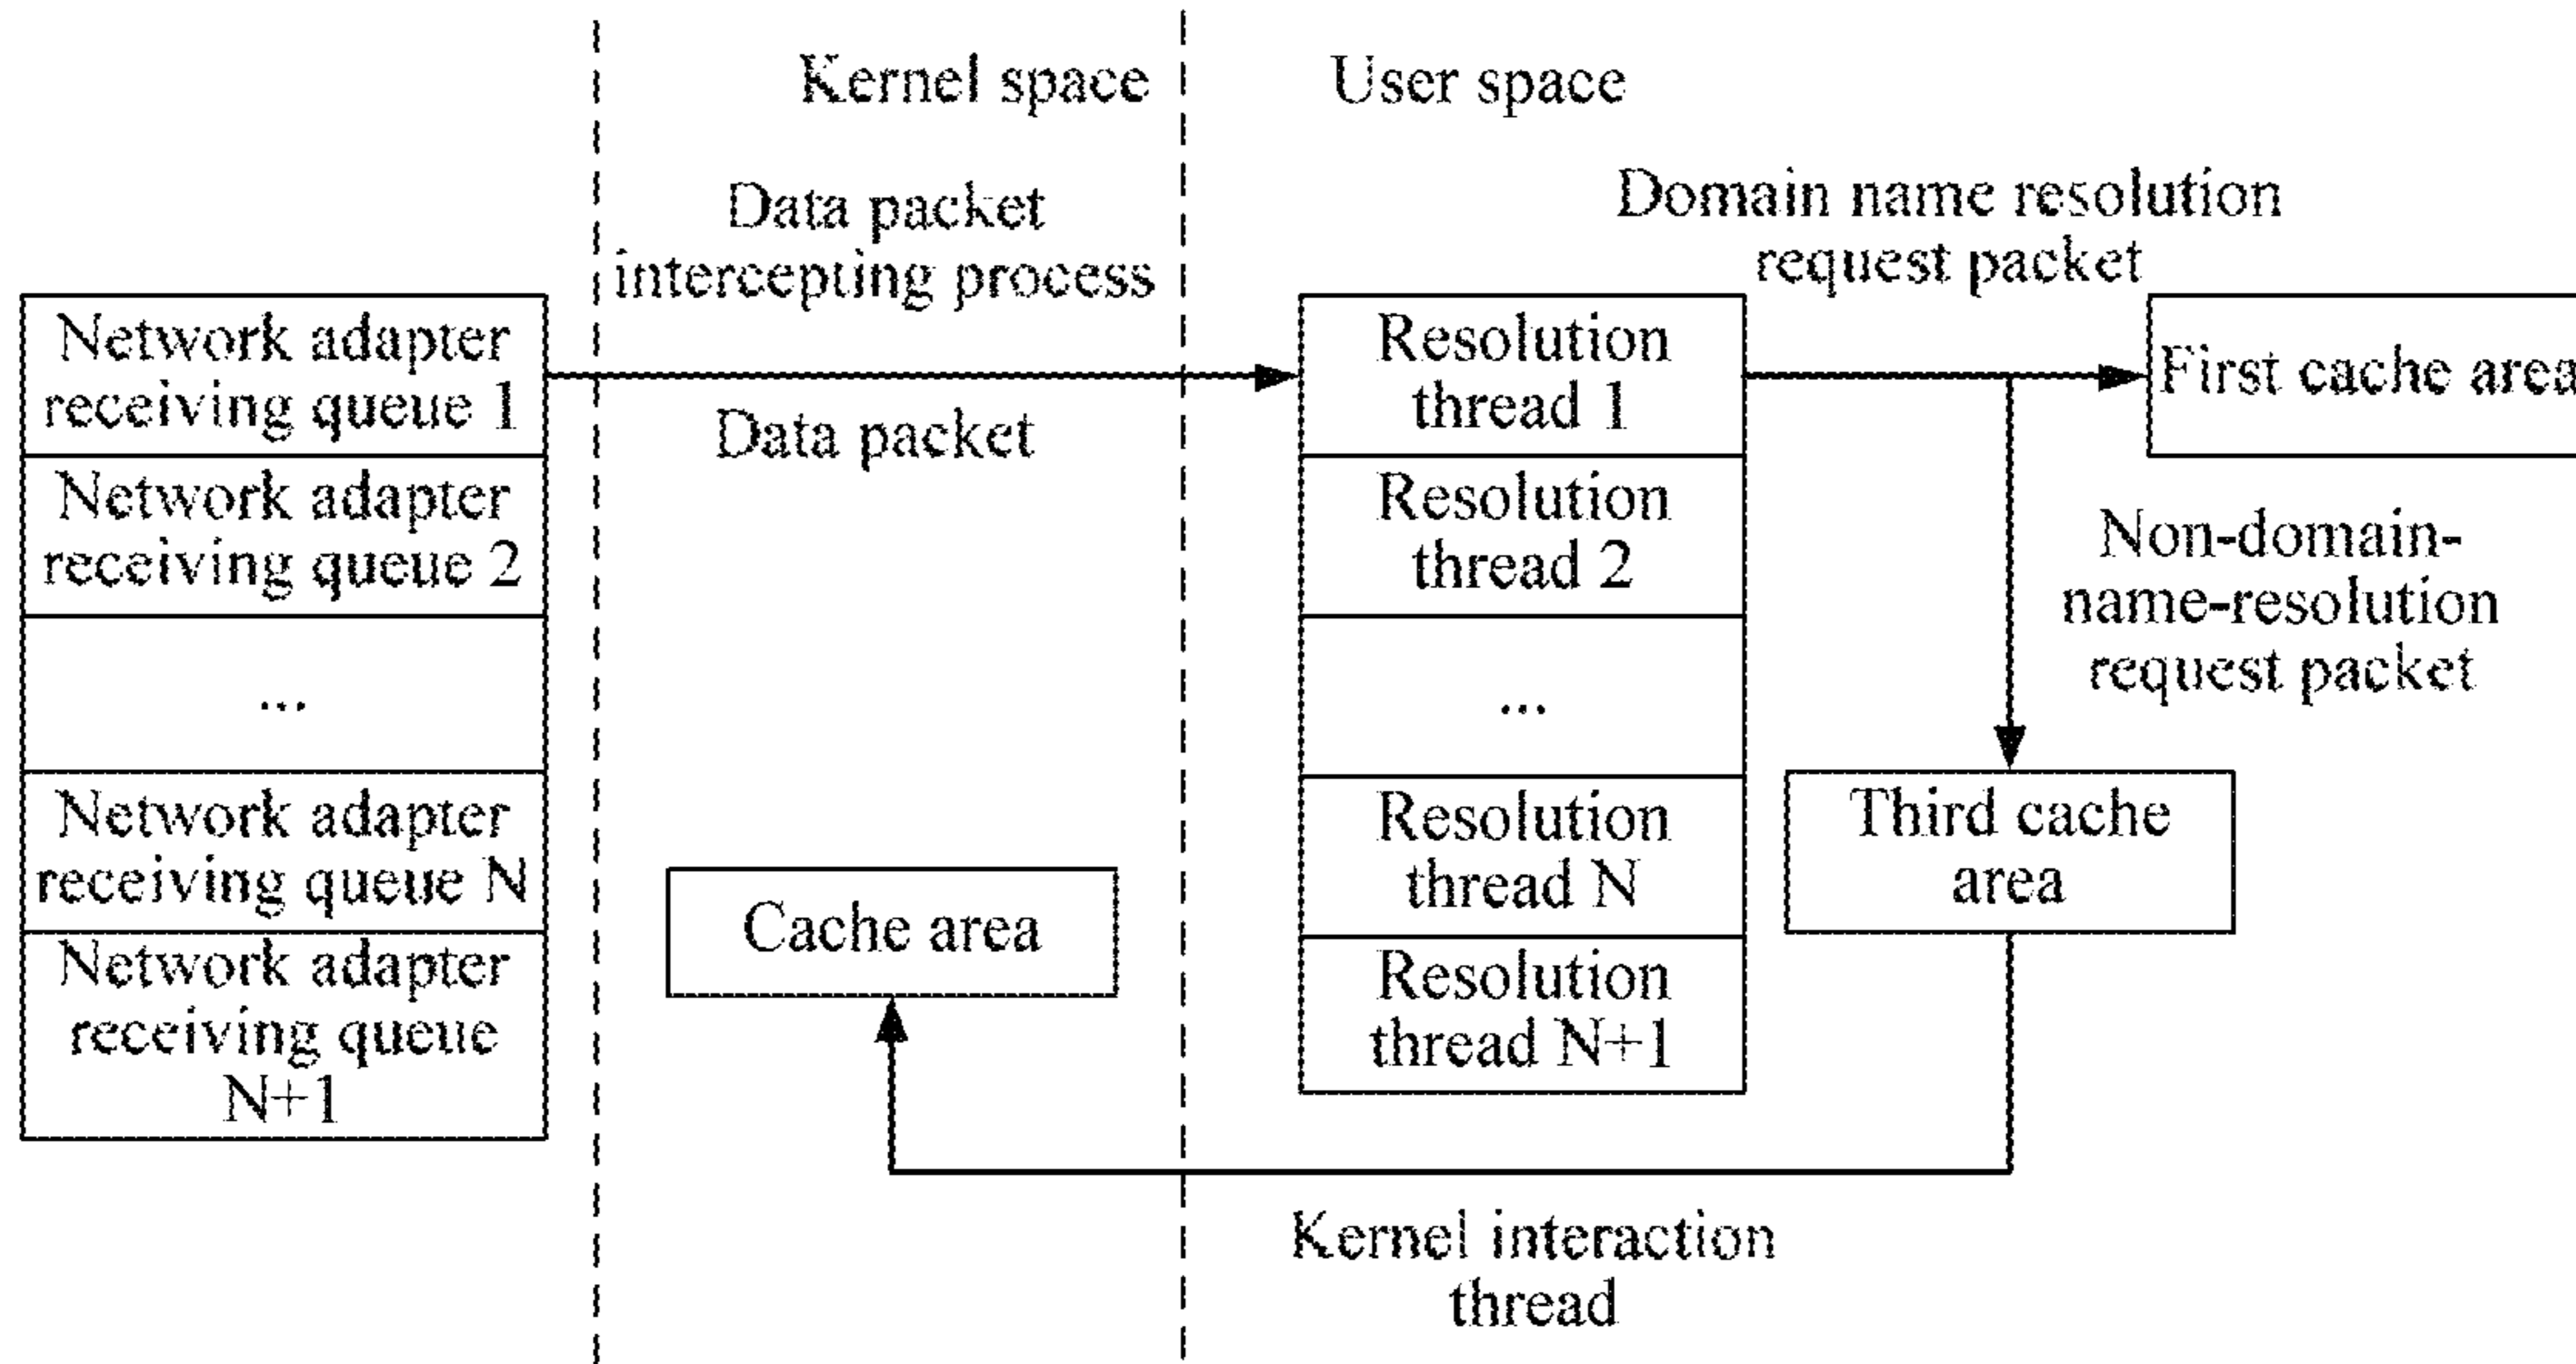 Kernel space
User space
Data packet
intercepting process
Domain name resolution
request packet
Network adapter
receiving queue 1
Data packet
Resolution
thread 1
First cache area
Network adapter
receiving queue 2
Resolution
thread 2
Non-domain-
name-resolution
request packet
...
...
Network adapter
receiving queue N
Resolution
thread N
Third cache
area
Cache area
Network adapter
receiving queue
N+1
Resolution
thread N+1
Kernel interaction
thread